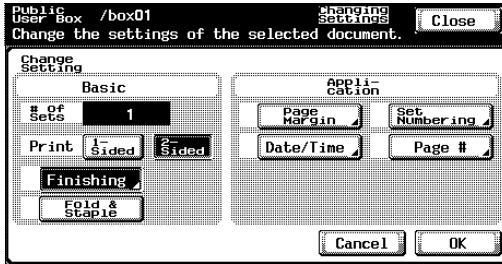 Public User Box /box01 Changing Settings Close
Change the settings of the selected document.
Change Setting
Basic
# of Sets 1
Print 1-Sided 2-Sided
Finishing
Fold & Staple
Appli-cation
Page Margin Set Numbering
Date/Time Page #
Cancel OK